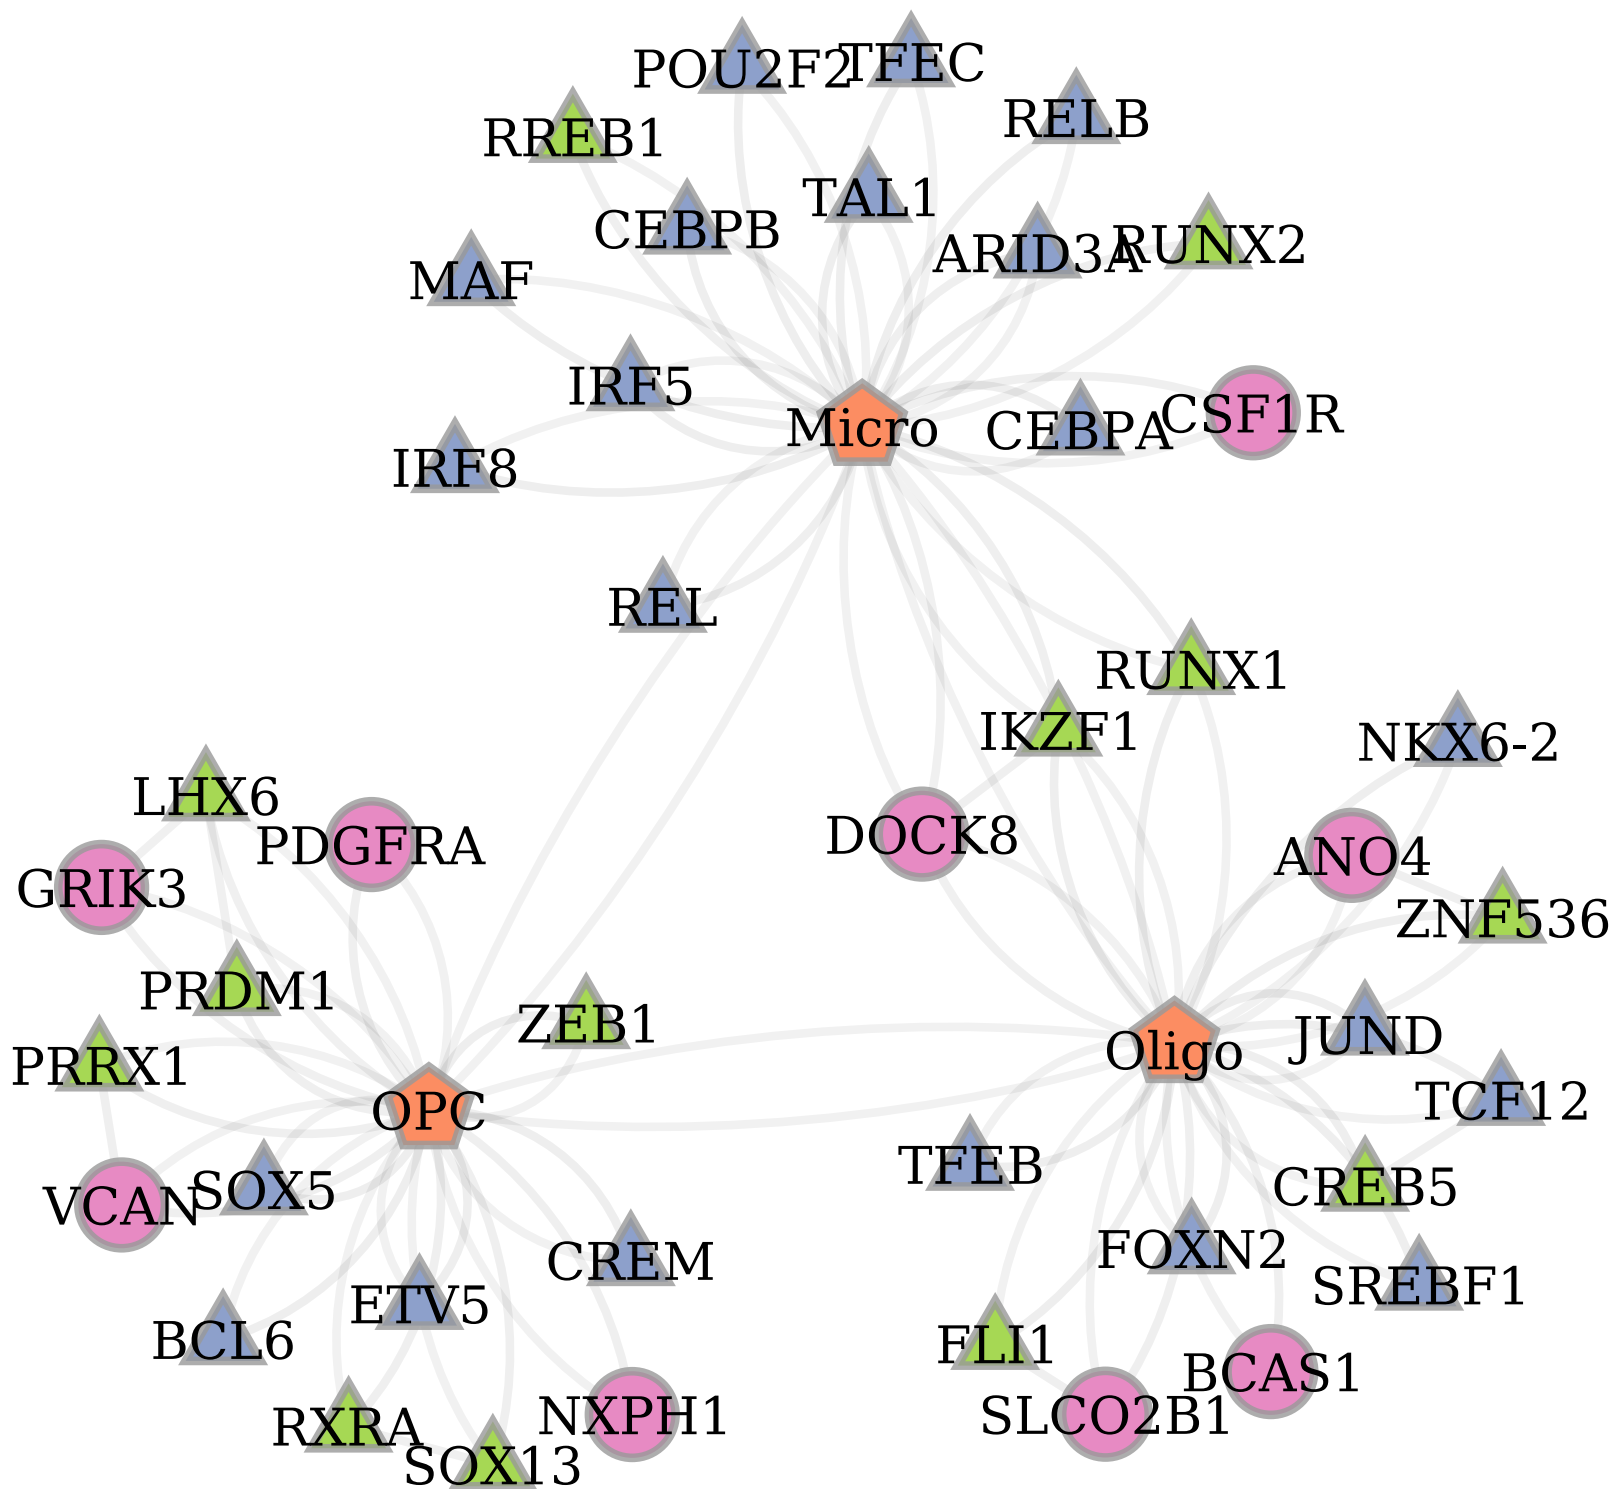 POU2F2
TFEC
RELB
RREB1
TAL1
CEBPB
ARID3A
RUNX2
MAF
IRF5
Micro
CEBPA
CSF1R
IRF8
REL
RUNX1
IKZF1
NKX6-2
LHX6
PDGFRA
DOCK8
ANO4
GRIK3
ZNF536
PRDM1
ZEB1
JUND
PRRX1
Oligo
OPC
TCF12
TFEB
VCAN
SOX5
CREB5
CREM
FOXN2
ETV5
SREBF1
BCL6
FLI1
BCAS1
RXRA
NXPH1
SLCO2B1
SOX13